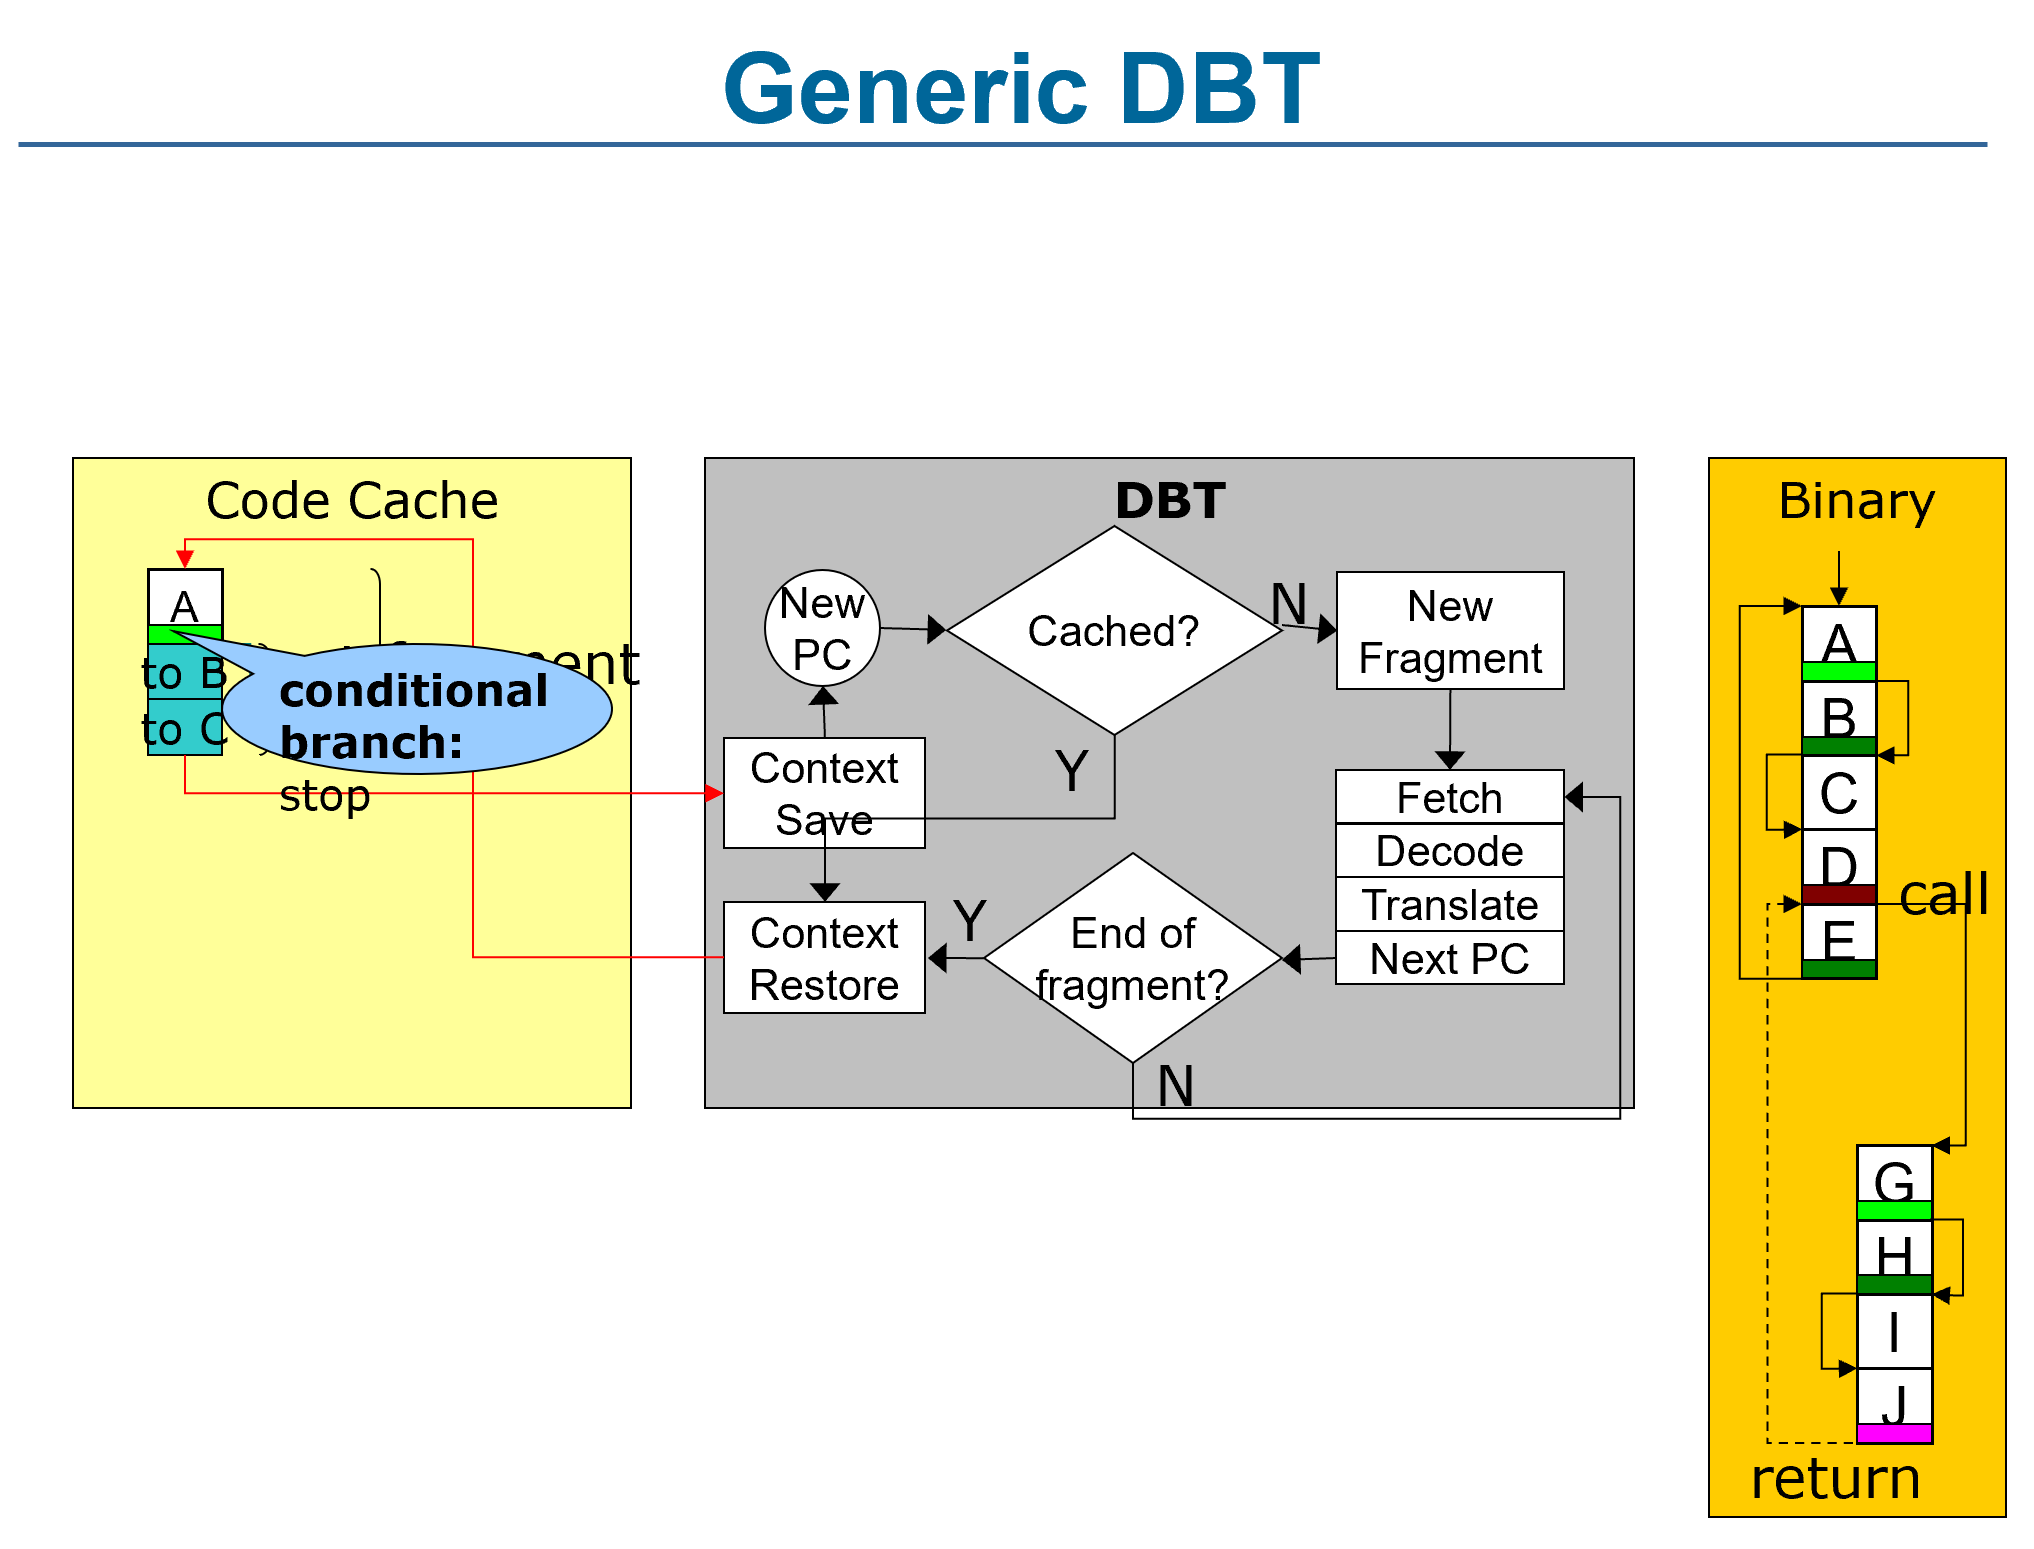 Generic DBT
Code Cache
A
to B
to C
conditional
branch:
stop
DBT
New
PC
Cached?
N
New
Fragment
Context
Save
Y
Fetch
Decode
Translate
Next PC
Context
Restore
Y
End of
fragment?
N
Binary
A
B
C
D
call
E
G
H
I
J
return